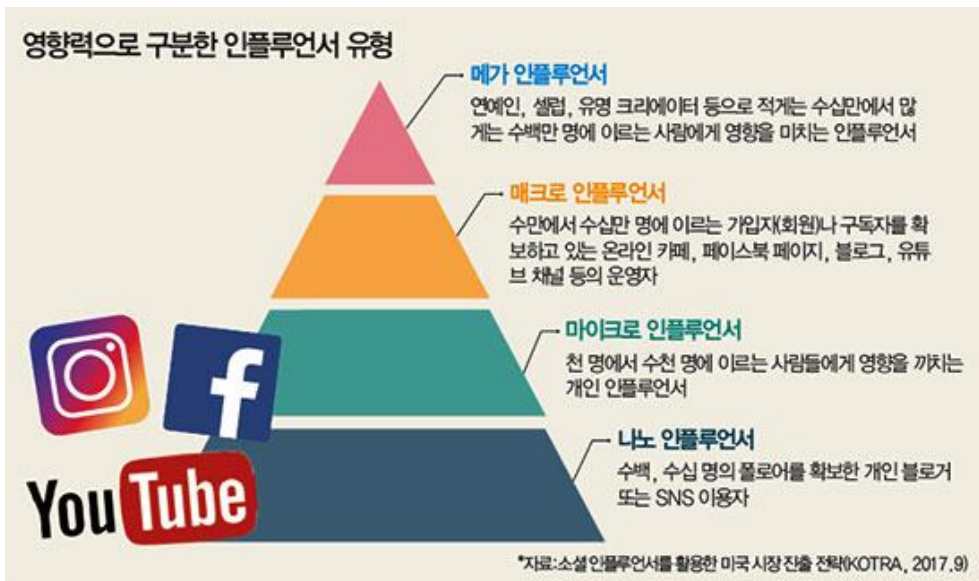 영향력으로 구분한 인플루언서 유형
메가 인플루언서
연예인, 셀럽, 유명 크리에이터 등으로 적게는 수십만에서 많
게는 수백만 명에 이르는 사람에게 영향을 미치는 인플루언서
매크로 인플루언서
수만에서 수십만 명에 이르는 가입자(회원)나 구독자를 확
보하고 있는 온라인 카페, 페이스북 페이지, 블로그, 유튜
브 채널 등의 운영자
마이크로 인플루언서
천 명에서 수천 명에 이르는 사람들에게 영향을 끼치는
개인 인플루언서
나노 인플루언서
수백, 수십 명의 폴로어를 확보한 개인 블로거
또는 SNS 이용자
f
You Tube
*자료:소셜 인플루언서를 활용한 미국 시장 진출 전략(KOTRA, 2017.9)